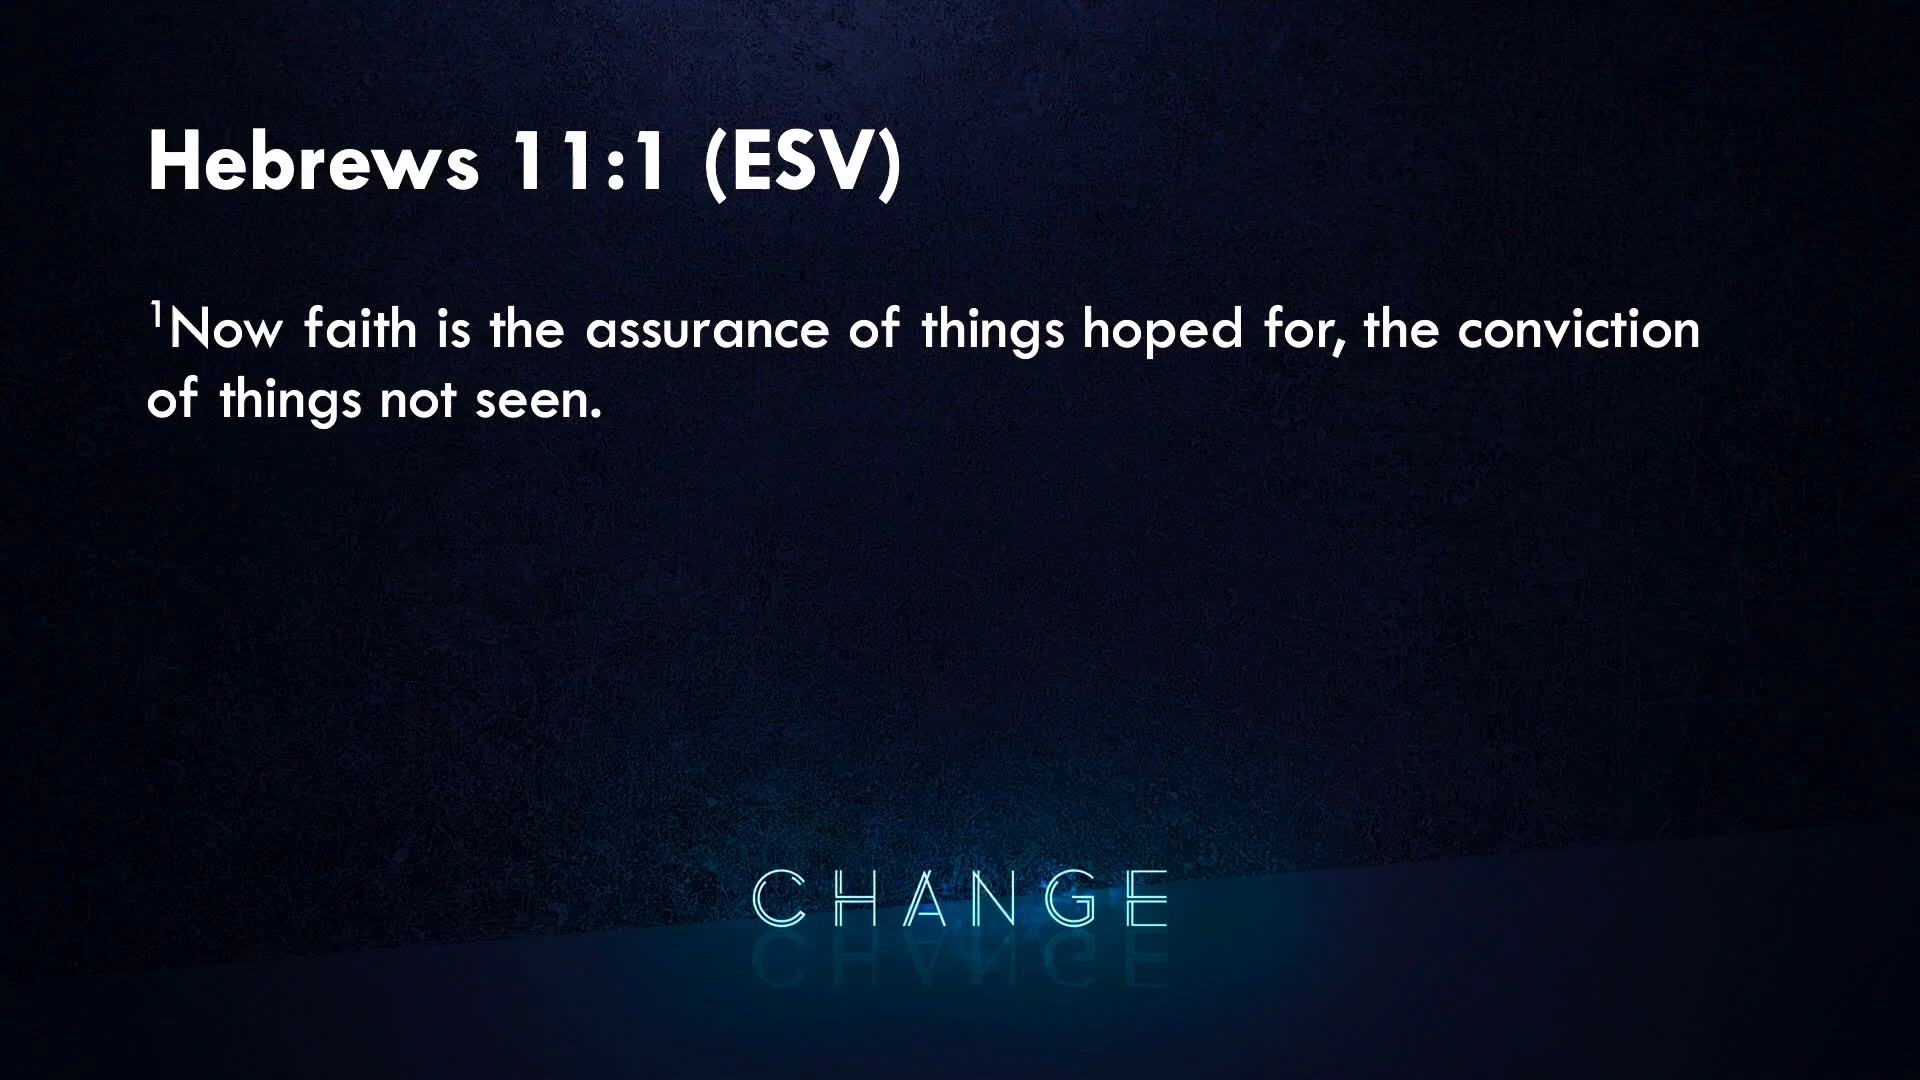 Hebrews 11:1 (ESV)
¹Now faith is the assurance of things hoped for, the conviction
of things not seen.
CHANGE